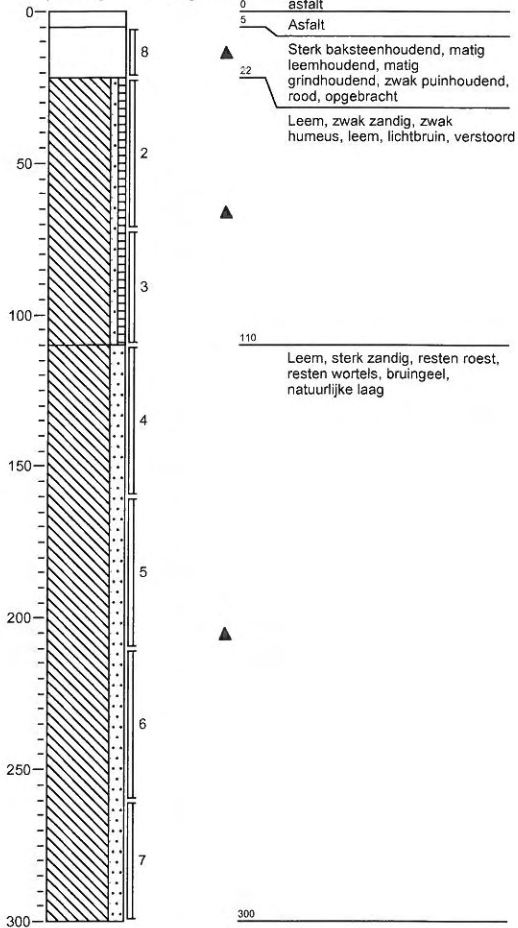 0
asfalt
0
5
Asfalt
8
Sterk baksteenhoudend, matig
leemhoudend, matig
grindhoudend, zwak puinhoudend,
rood, opgebracht
22
Leem, zwak zandig, zwak
humeus, leem, lichtbruin, verstoord
2
50
3
100
110
Leem, sterk zandig, resten roest,
resten wortels, bruingeel,
natuurlijke laag
4
150
5
200
6
250
7
300
300